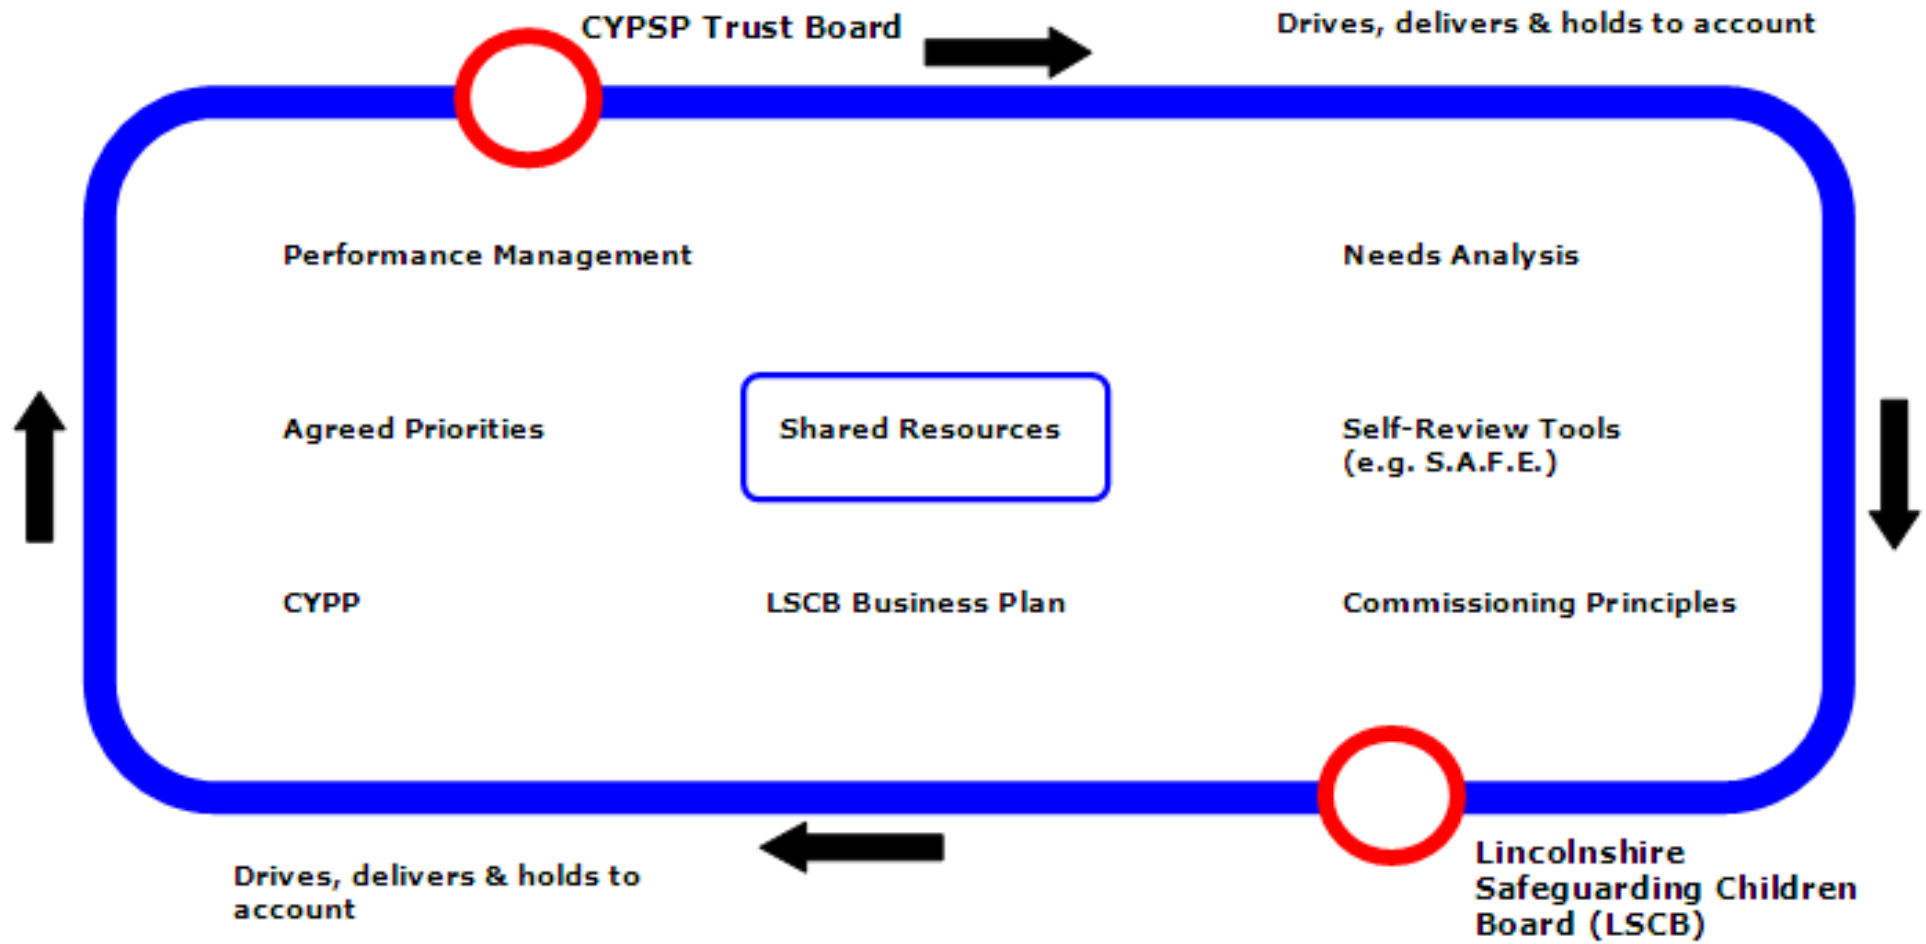 CYPSP Trust Board
Drives, delivers & holds to account
Performance Management
Needs Analysis
Agreed Priorities
Shared Resources
Self-Review Tools
(e.g. S.A.F.E.)
CYPP
LSCB Business Plan
Commissioning Principles
Drives, delivers & holds to
account
Lincolnshire
Safeguarding Children
Board (LSCB)